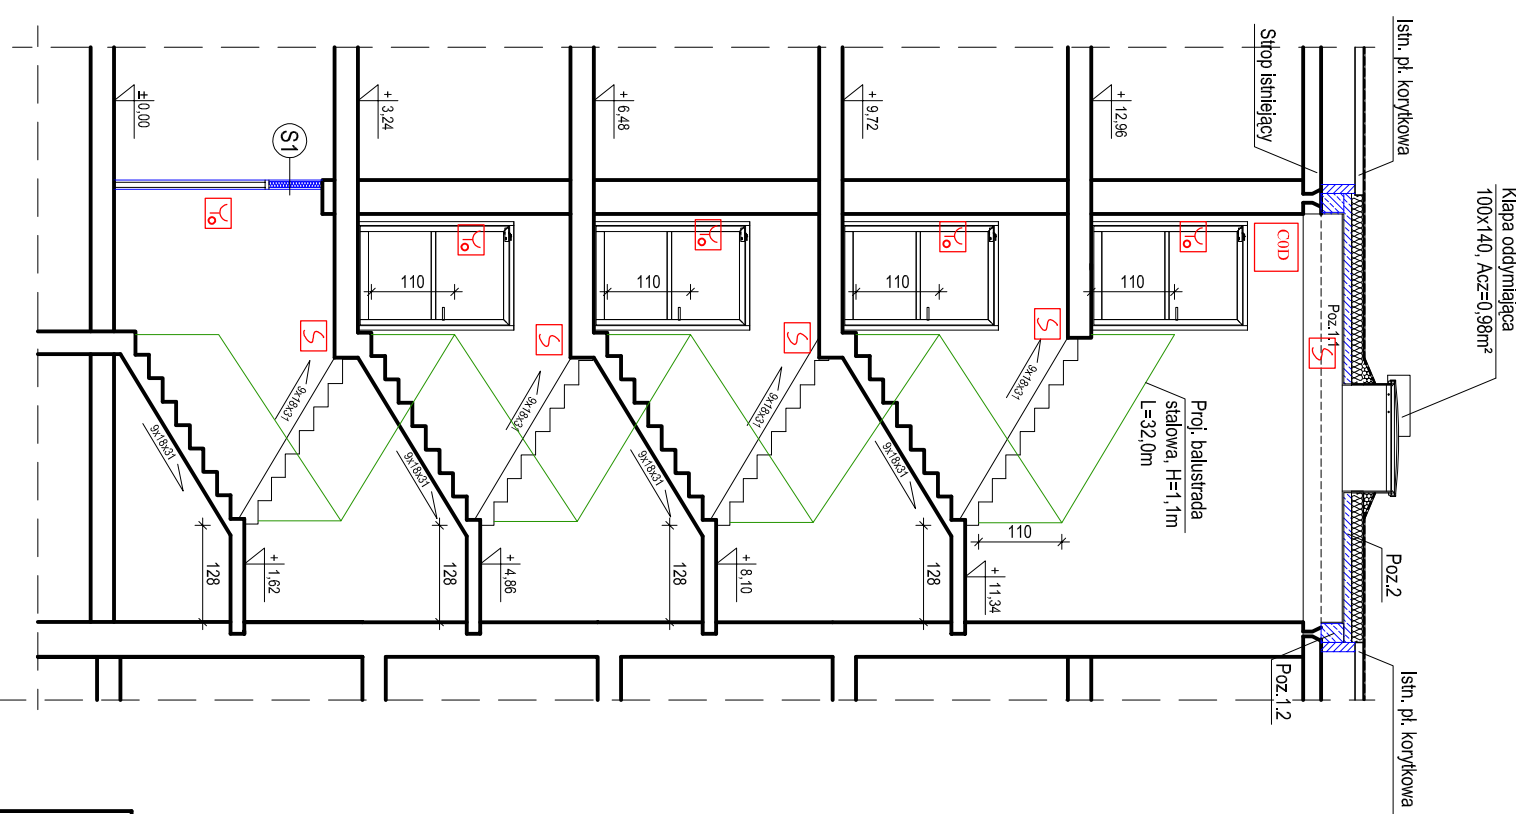 Klapa oddymiająca
100x140, Acz=0,98m²
Istn. pł. korytkowa
Strop istniejący
+
12,96
+
9,72
+
6,48
+
3,24
±0,00
S1
COD
110
110
110
110
Poz.1.1
S
S
S
S
S
Proj. balustrada
stalowa, H=1,1m
L=32,0m
9x18x31
9x18x31
9x18x31
9x18x31
9x18x31
9x18x31
9x18x31
9x18x31
110
Poz.2
128
128
128
128
+
11,34
+
8,10
+
4,86
+
1,62
Poz.1.2
Istn. pł. korytkowa